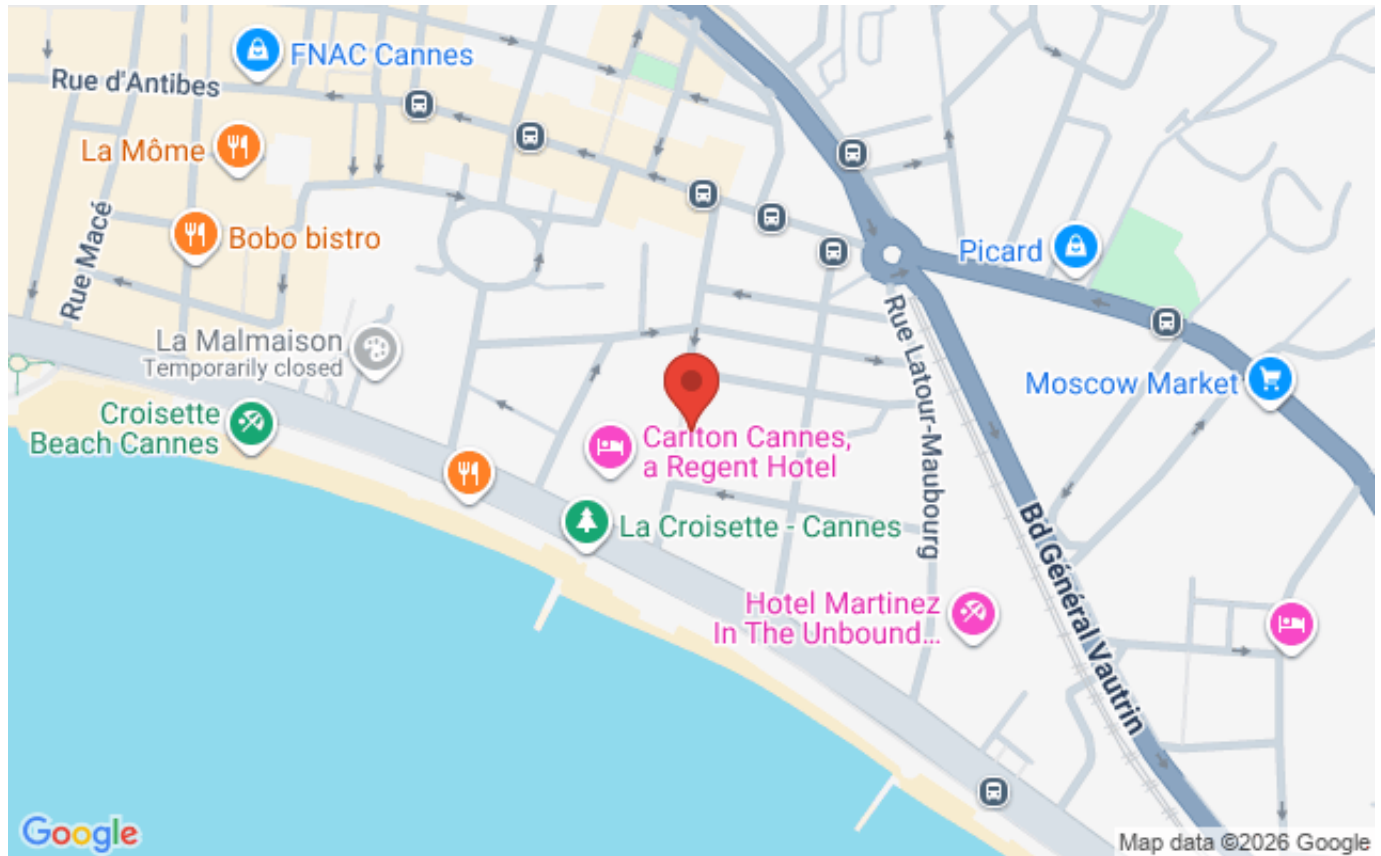 FNAC Cannes
Rue d'Antibes
La Môme
Bobo bistro
Rue Macé
Picard
La Malmaison
Temporarily closed
Rue Latour-Maubourg
Moscow Market
Croisette
Beach Cannes
Carlton Cannes,
a Regent Hotel
La Croisette - Cannes
Bd Général Vautrin
Hotel Martinez
In The Unbound...
Google
Map data ©2026 Google